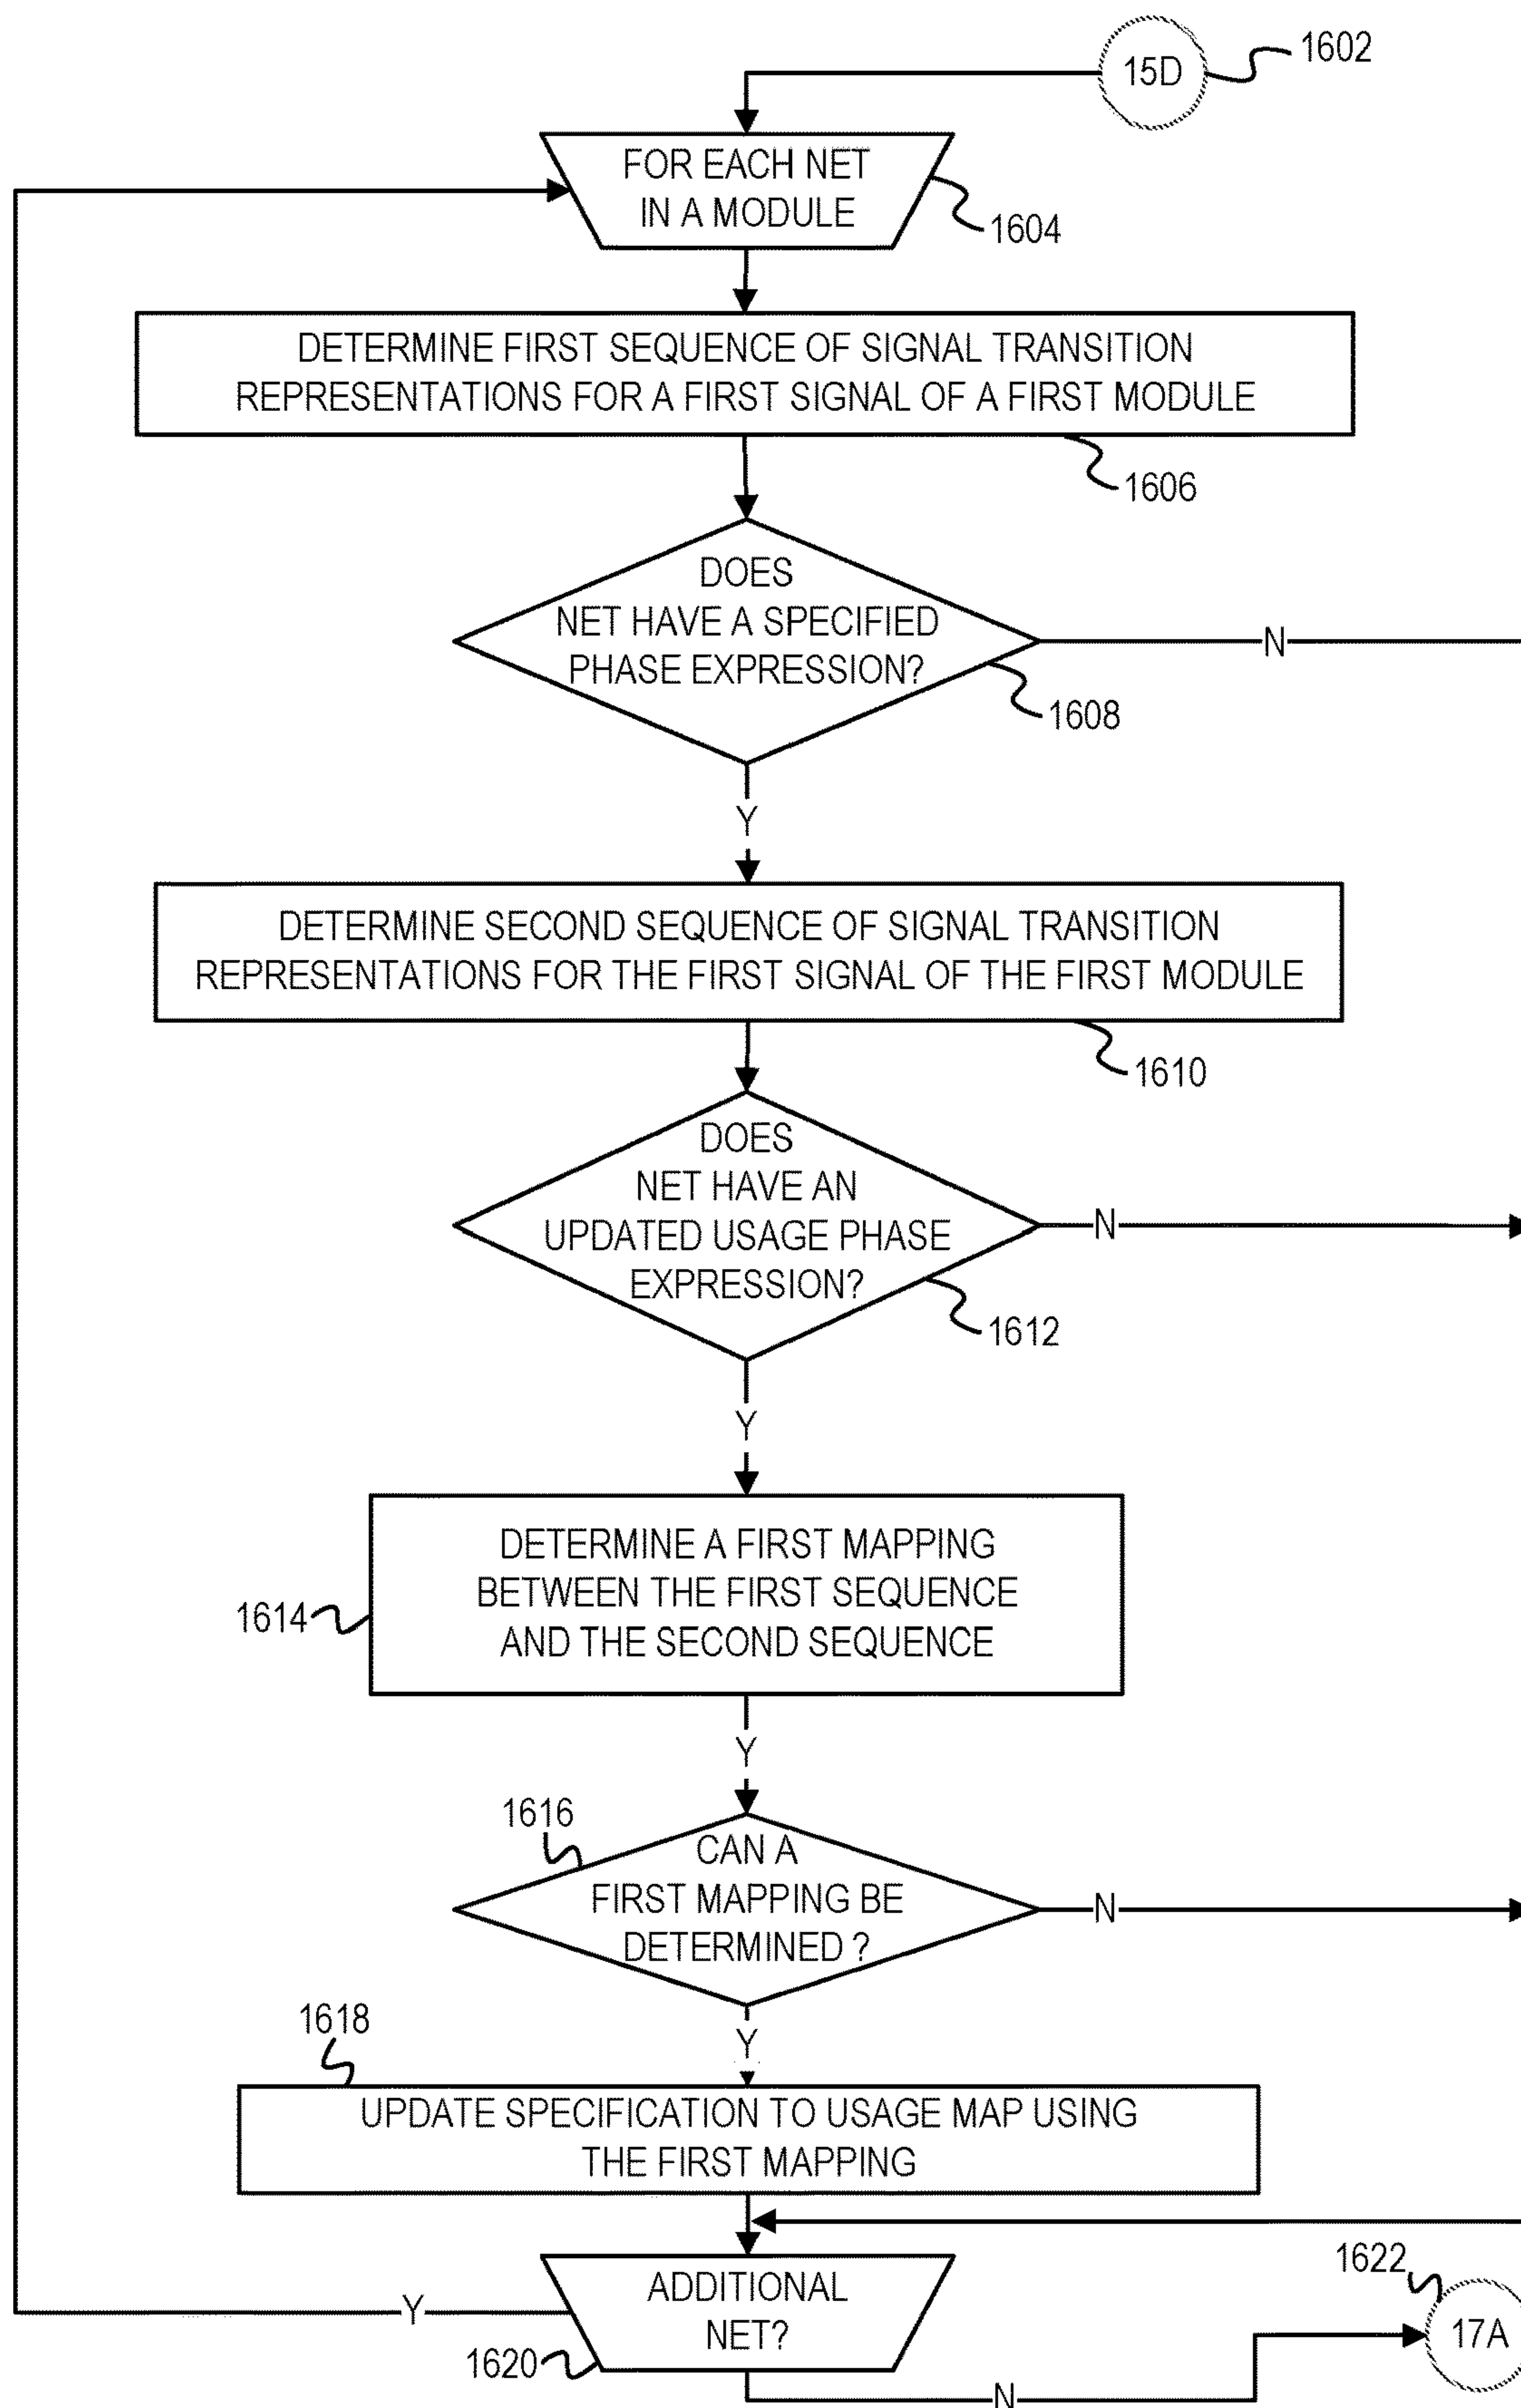 15D
1602
FOR EACH NET
IN A MODULE
1604
DETERMINE FIRST SEQUENCE OF SIGNAL TRANSITION
REPRESENTATIONS FOR A FIRST SIGNAL OF A FIRST MODULE
1606
DOES
NET HAVE A SPECIFIED
PHASE EXPRESSION?
N
1608
Y
DETERMINE SECOND SEQUENCE OF SIGNAL TRANSITION
REPRESENTATIONS FOR THE FIRST SIGNAL OF THE FIRST MODULE
1610
DOES
NET HAVE AN
UPDATED USAGE PHASE
EXPRESSION?
N
1612
Y
DETERMINE A FIRST MAPPING
BETWEEN THE FIRST SEQUENCE
AND THE SECOND SEQUENCE
1614
Y
1616
CAN A
FIRST MAPPING BE
DETERMINED ?
N
Y
1618
UPDATE SPECIFICATION TO USAGE MAP USING
THE FIRST MAPPING
1622
ADDITIONAL
NET?
Y
17A
1620
N